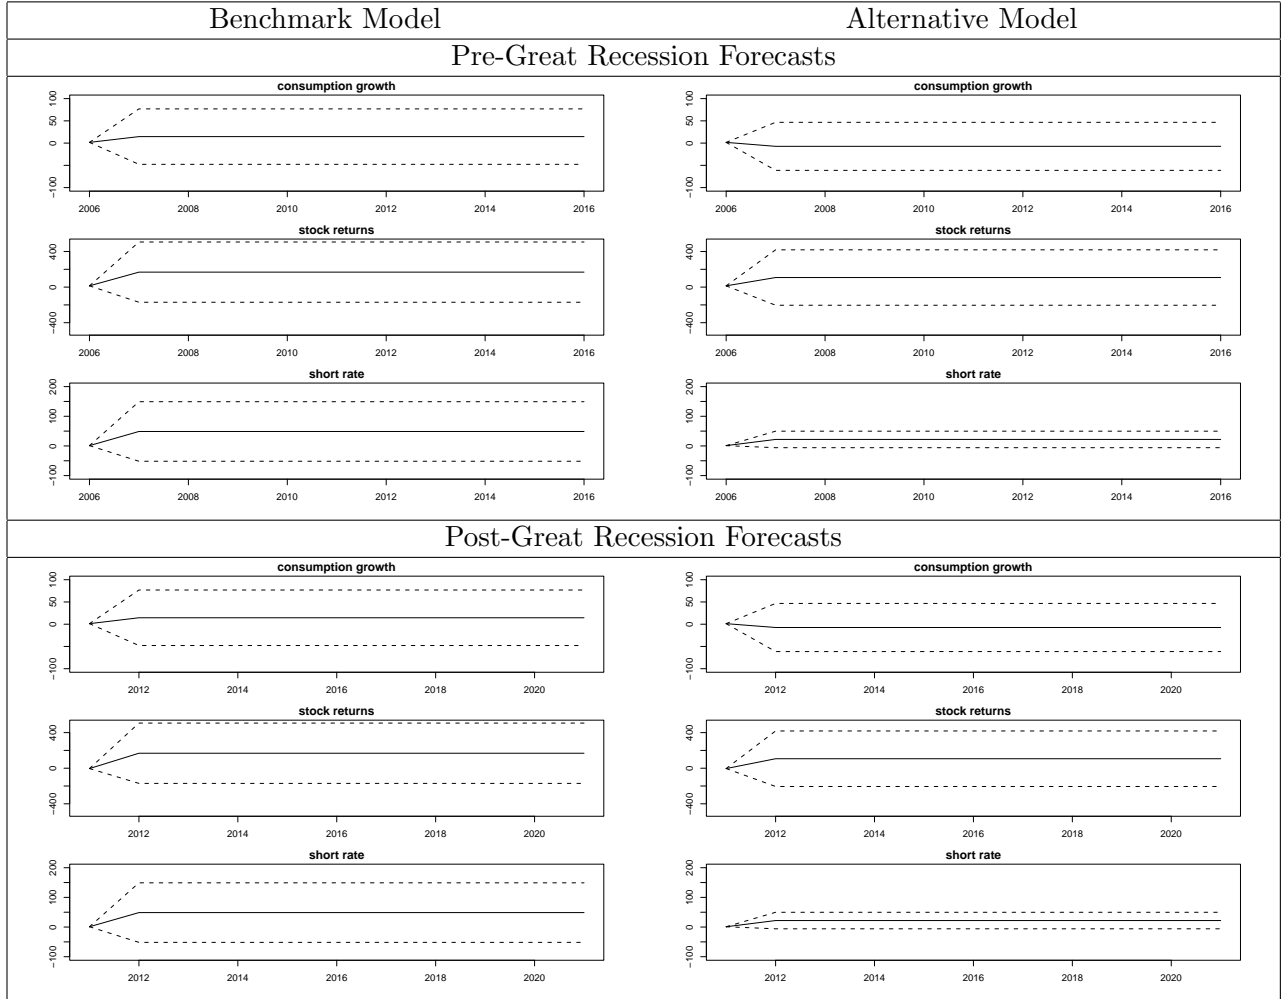 Benchmark Model Alternative Model
Pre-Great Recession Forecasts
consumption growth consumption growth
100 100
50 50
0 0
−100 −100
2006 2008 2010 2012 2014 2016 2006 2008 2010 2012 2014 2016
stock returns stock returns
400 400
0 0
−400 −400
2006 2008 2010 2012 2014 2016 2006 2008 2010 2012 2014 2016
short rate short rate
200 200
100 100
0 0
−100 −100
2006 2008 2010 2012 2014 2016 2006 2008 2010 2012 2014 2016
Post-Great Recession Forecasts
consumption growth consumption growth
100 100
50 50
0 0
−100 −100
2012 2014 2016 2018 2020 2012 2014 2016 2018 2020
stock returns stock returns
400 400
0 0
−400 −400
2012 2014 2016 2018 2020 2012 2014 2016 2018 2020
short rate short rate
200 200
100 100
0 0
−100 −100
2012 2014 2016 2018 2020 2012 2014 2016 2018 2020